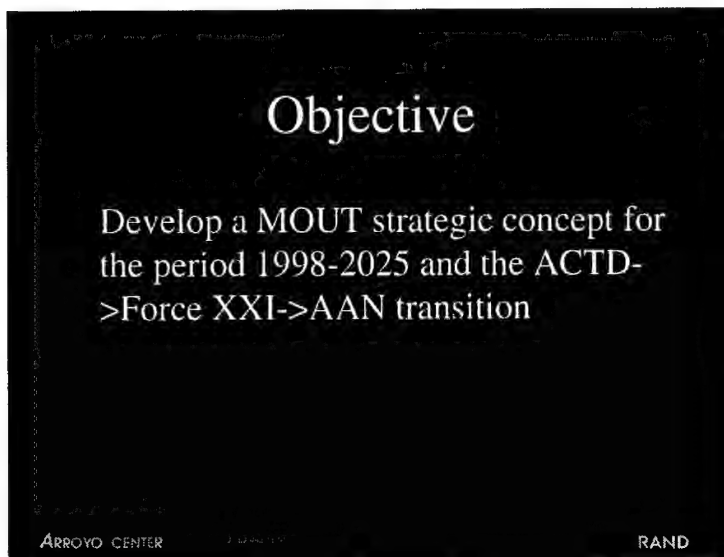 Objective
Develop a MOUT strategic concept for
the period 1998-2025 and the ACTD-
>Force XXI->AAN transition
ARROYO CENTER
RAND